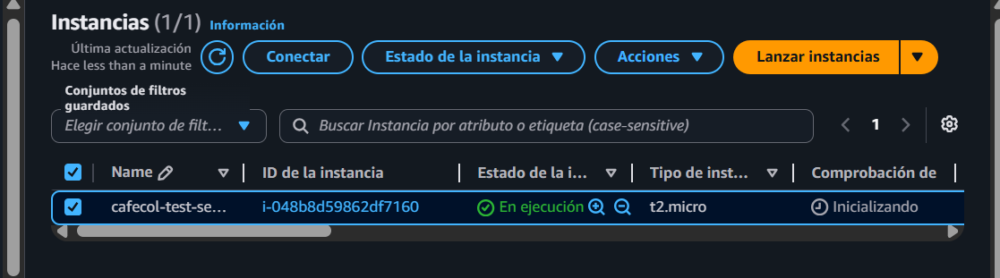 Instancias (1/1) Información
Última actualización
Hace less than a minute
Conectar
Estado de la instancia
Acciones
Lanzar instancias
Conjuntos de filtros
guardados
Elegir conjunto de filt...
Buscar Instancia por atributo o etiqueta (case-sensitive)
1
Name ID de la instancia Estado de la i... Tipo de inst... Comprobación de
cafecol-test-se... i-048b8d59862df7160 En ejecución t2.micro Inicializando